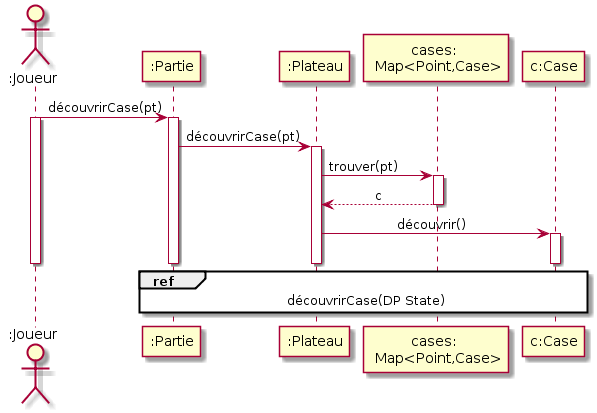 :Joueur
:Partie
:Plateau
cases:
Map<Point,Case>
c:Case
découvrirCase(pt)
découvrirCase(pt)
trouver(pt)
c
découvrir()
ref
découvrirCase(DP State)
:Joueur
:Partie
:Plateau
cases:
Map<Point,Case>
c:Case